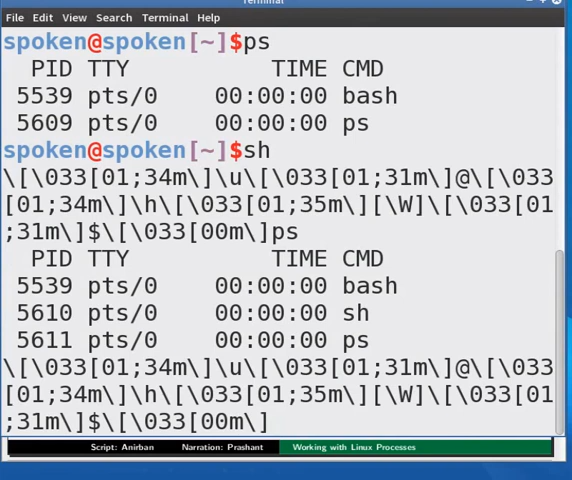 Terminal
File Edit View Search Terminal Help
spoken@spoken[~]$ps
PID TTY TIME CMD
5539 pts/0 00:00:00 bash
5609 pts/0 00:00:00 ps
spoken@spoken[~]$sh
\[\033[01;34m\]\u\[\033[01;31m\]@\[\033
[01;34m\]\h\[\033[01;35m\][\W]\[\033[01
;31m\]$\[\033[00m\]ps
PID TTY TIME CMD
5539 pts/0 00:00:00 bash
5610 pts/0 00:00:00 sh
5611 pts/0 00:00:00 ps
\[\033[01;34m\]\u\[\033[01;31m\]@\[\033
[01;34m\]\h\[\033[01;35m\][\W]\[\033[01
;31m\]$\[\033[00m\]
Script: Anirban Narration: Prashant Working with Linux Processes